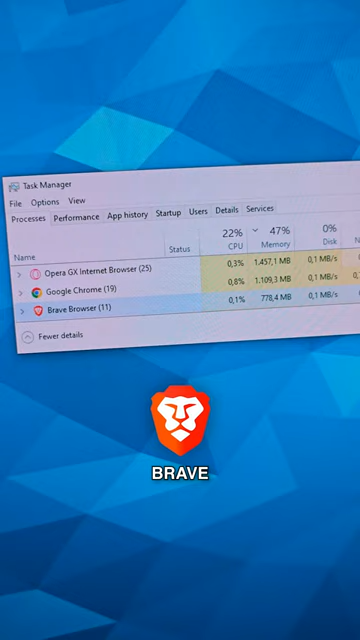 Task Manager
File Options View
Processes Performance App history Startup Users Details Services
22% 47% 0%
Name Status CPU Memory Disk N
Opera GX Internet Browser (25) 0,3% 1.457,1 MB 0,1 MB/s 0
Google Chrome (19) 0,8% 1.109,3 MB 0,1 MB/s 0,
Brave Browser (11) 0,1% 778,4 MB 0,1 MB/s 0
Fewer details
BRAVE